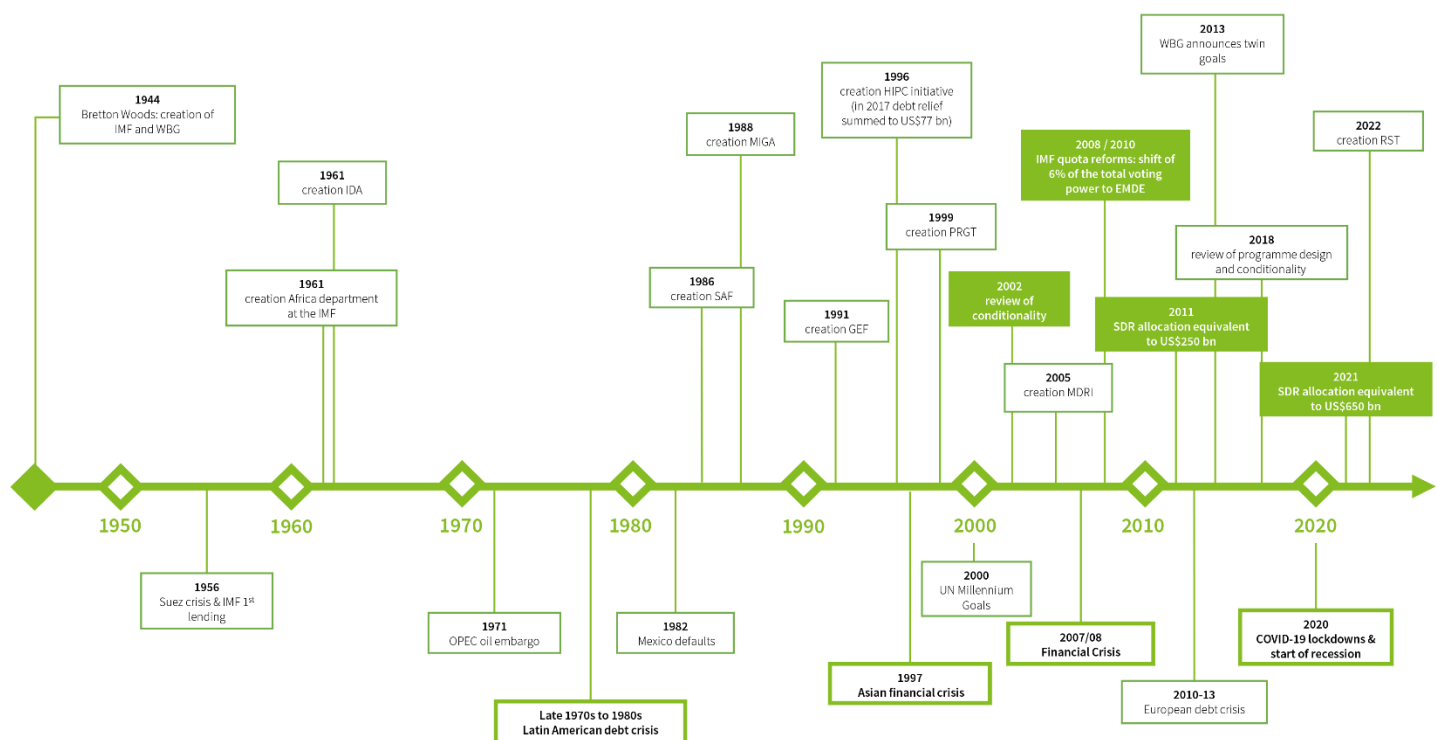 1944
Bretton Woods: creation of
IMF and WBG
1961
creation IDA
1961
creation Africa department
at the IMF
1986
creation SAF
1988
creation MIGA
1991
creation GEF
1996
creation HIPC initiative
(in 2017 debt relief
summed to US$77 bn)
1999
creation PRGT
2002
review of
conditionality
2005
creation MDRI
2008 / 2010
IMF quota reforms: shift of
6% of the total voting
power to EMDE
2011
SDR allocation equivalent
to US$250 bn
2013
WBG announces twin
goals
2018
review of programme design
and conditionality
2021
SDR allocation equivalent
to US$650 bn
2022
creation RST
1950
1960
1970
1980
1990
2000
2010
2020
1956
Suez crisis & IMF 1st
lending
1971
OPEC oil embargo
Late 1970s to 1980s
Latin American debt crisis
1982
Mexico defaults
1997
Asian financial crisis
2000
UN Millennium
Goals
2007/08
Financial Crisis
2010-13
European debt crisis
2020
COVID-19 lockdowns &
start of recession